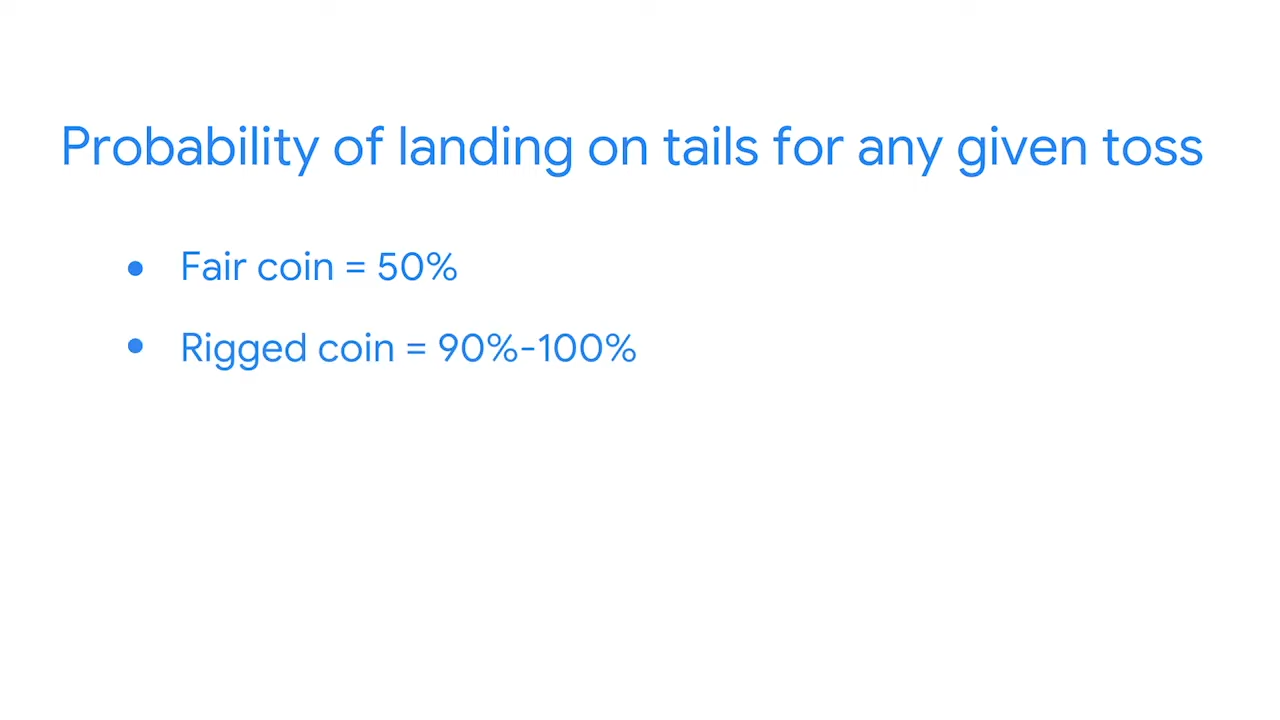 Probability of landing on tails for any given toss
• Fair coin = 50%
• Rigged coin = 90%-100%